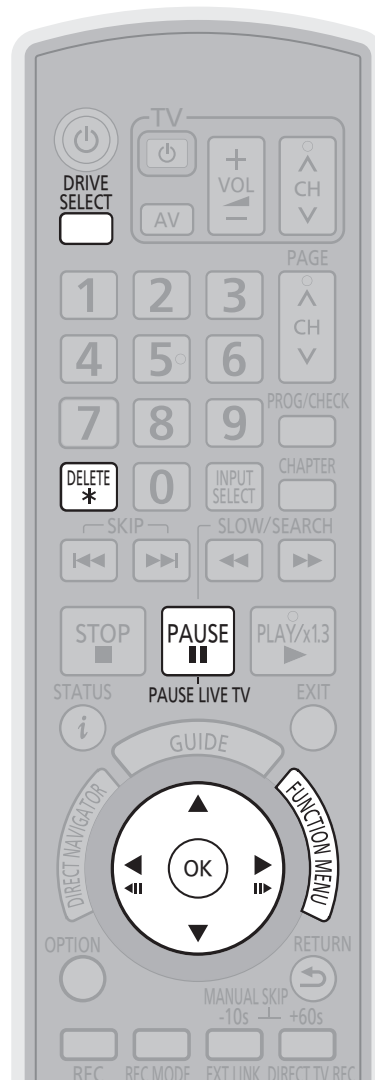 TV
DRIVE
SELECT
AV
+
VOL
−
CH
PAGE
1 2 3
CH
4 5 6
PROG/CHECK
7 8 9
DELETE
*
0
INPUT
SELECT
CHAPTER
SKIP
SLOW/SEARCH
STOP
PAUSE
PLAY/x1.3
PAUSE LIVE TV
STATUS
i
EXIT
GUIDE
DIRECT NAVIGATOR
FUNCTION MENU
OK
OPTION
RETURN
MANUAL SKIP
-10s +60s
REC REC MODE EXT LINK DIRECT TV REC